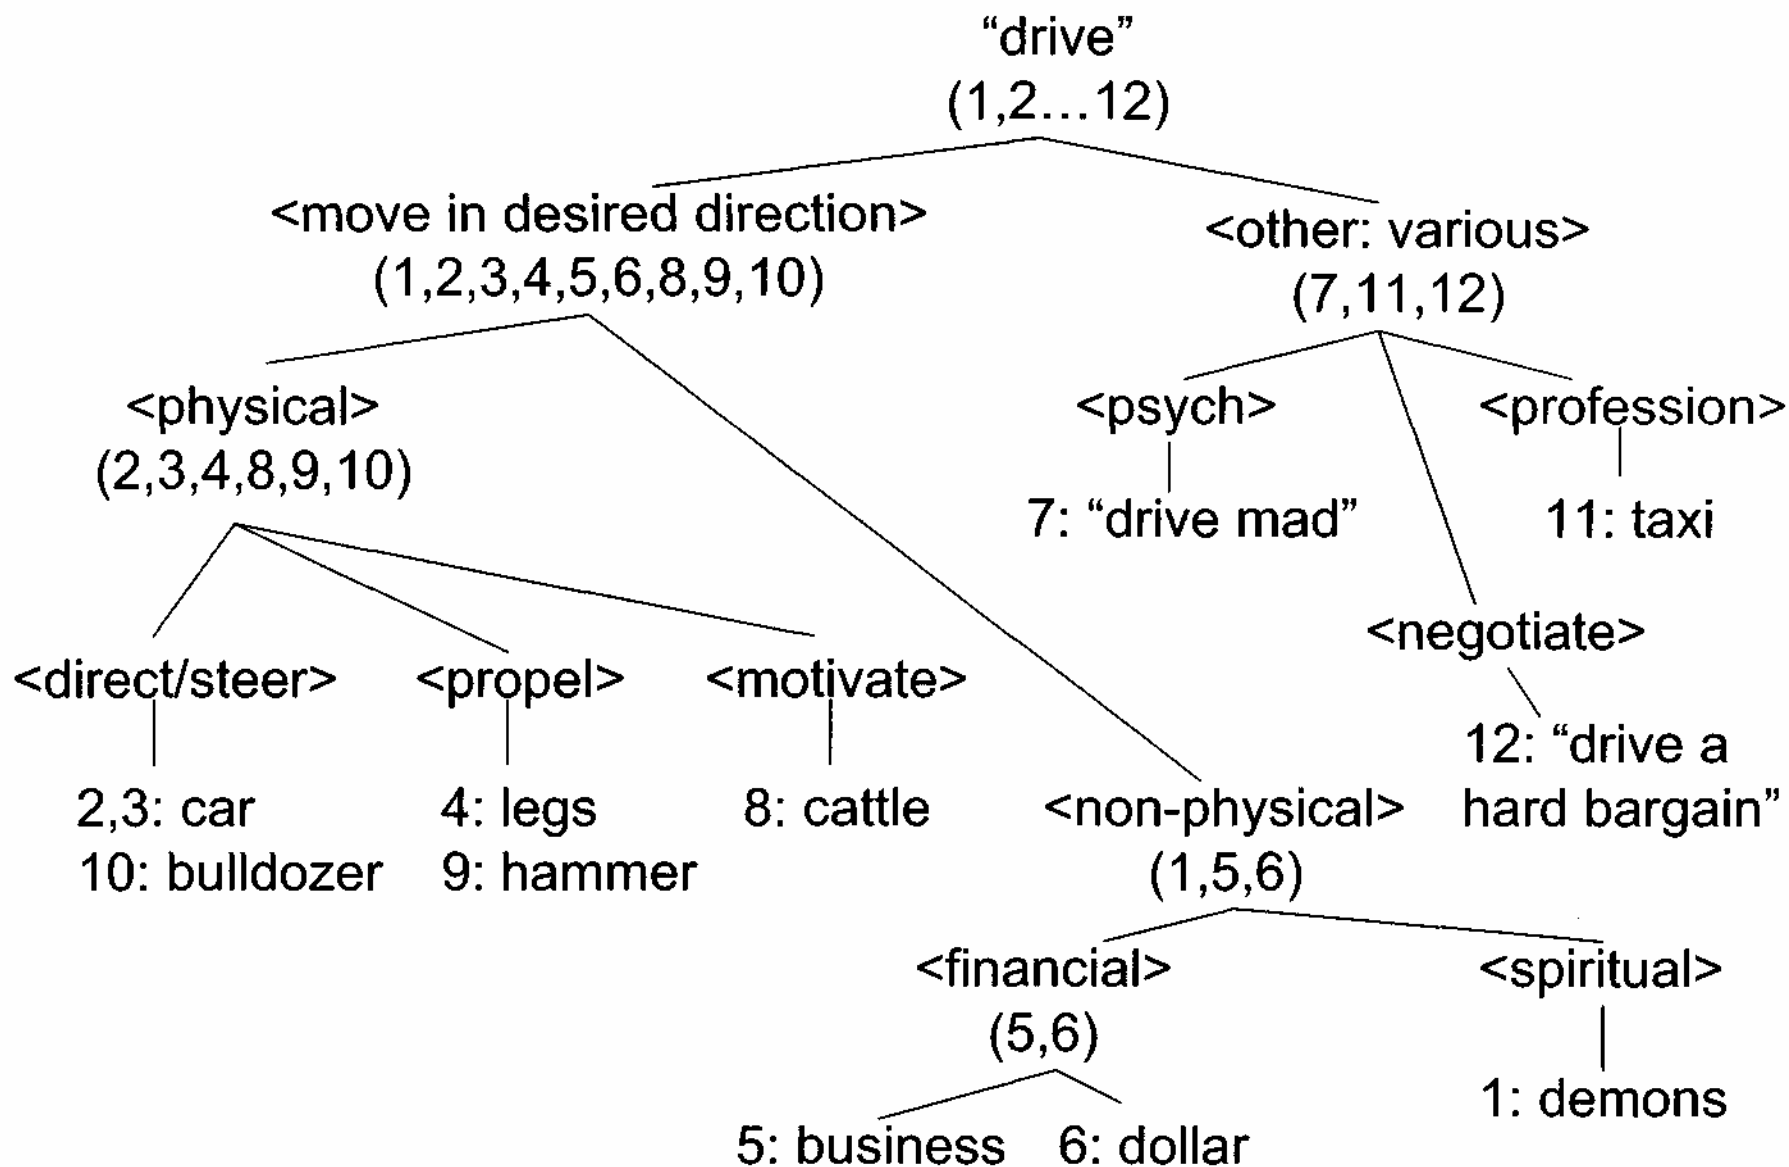 “drive”
(1,2...12)
<move in desired direction>
(1,2,3,4,5,6,8,9,10)
<other: various>
(7,11,12)
<physical>
(2,3,4,8,9,10)
<psych>
7: “drive mad”
<profession>
11: taxi
<negotiate>
12: “drive a
hard bargain”
<direct/steer>
2,3: car
10: bulldozer
<propel>
4: legs
9: hammer
<motivate>
8: cattle
<non-physical>
(1,5,6)
<financial>
(5,6)
5: business
6: dollar
<spiritual>
1: demons